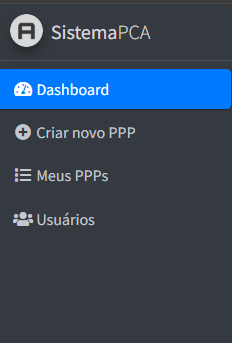 SistemaPCA
Dashboard
Criar novo PPP
Meus PPPs
Usuários